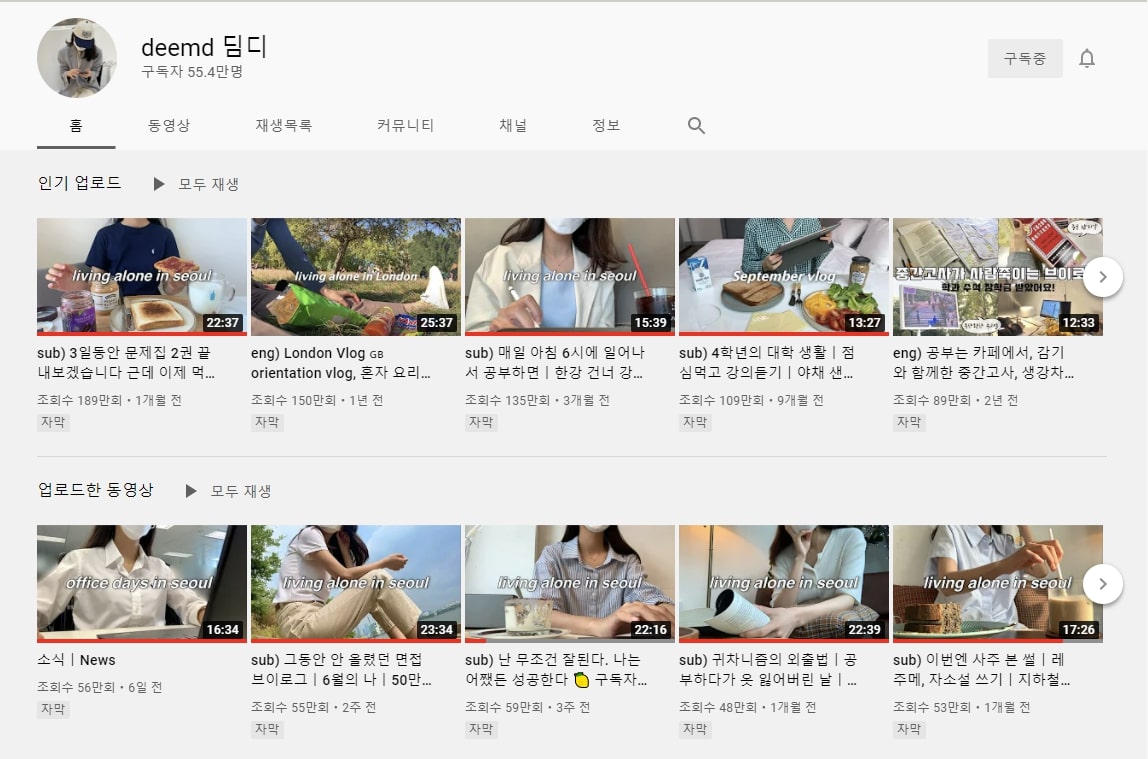 deemd 딤디
구독자 55.4만명
구독중
홈 동영상 재생목록 커뮤니티 채널 정보
인기 업로드 ▶ 모두 재생
living alone in seoul
22:37
living alone in London
25:37
living alone in seoul
15:39
September vlog
13:27
중간고사가 사람죽이는 브이로
학과 수석 장학금 받았어요!
12:33
sub) 3일동안 문제집 2권 끝
내보겠습니다 근데 이제 먹...
조회수 189만회 • 1개월 전
자막
eng) London Vlog GB
orientation vlog, 혼자 요리...
조회수 150만회 • 1년 전
자막
sub) 매일 아침 6시에 일어나
서 공부하면ㅣ한강 건너 강...
조회수 135만회 • 3개월 전
자막
sub) 4학년의 대학 생활ㅣ점
심먹고 강의듣기ㅣ야채 샌...
조회수 109만회 • 9개월 전
자막
eng) 공부는 카페에서, 감기
와 함께한 중간고사, 생강차...
조회수 89만회 • 2년 전
자막
업로드한 동영상 ▶ 모두 재생
office days in seoul
16:34
living alone in seoul
23:34
living alone in seoul
22:16
living alone in seoul
22:39
living alone in seoul
17:26
소식ㅣNews
조회수 56만회 • 6일 전
자막
sub) 그동안 안 올렸던 면접
브이로그ㅣ6월의 나ㅣ50만...
조회수 55만회 • 2주 전
자막
sub) 난 무조건 잘된다. 나는
어쨌든 성공한다 🍋 구독자...
조회수 59만회 • 3주 전
자막
sub) 귀차니즘의 외출법ㅣ공
부하다가 옷 잃어버린 날ㅣ...
조회수 48만회 • 1개월 전
자막
sub) 이번엔 사주 본 썰ㅣ레
주메, 자소설 쓰기ㅣ지하철...
조회수 53만회 • 1개월 전
자막